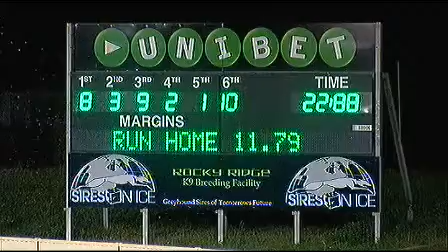 UNIBET
1ST 2ND 3RD 4TH 5TH 6TH TIME
8 3 9 2 1 10 22:88
MARGINS
RUN HOME 11.79
ROCKY RIDGE
K9 Breeding Facility
Greyhound Sires of Tomorrows Future
SIRES ON ICE SIRES ON ICE